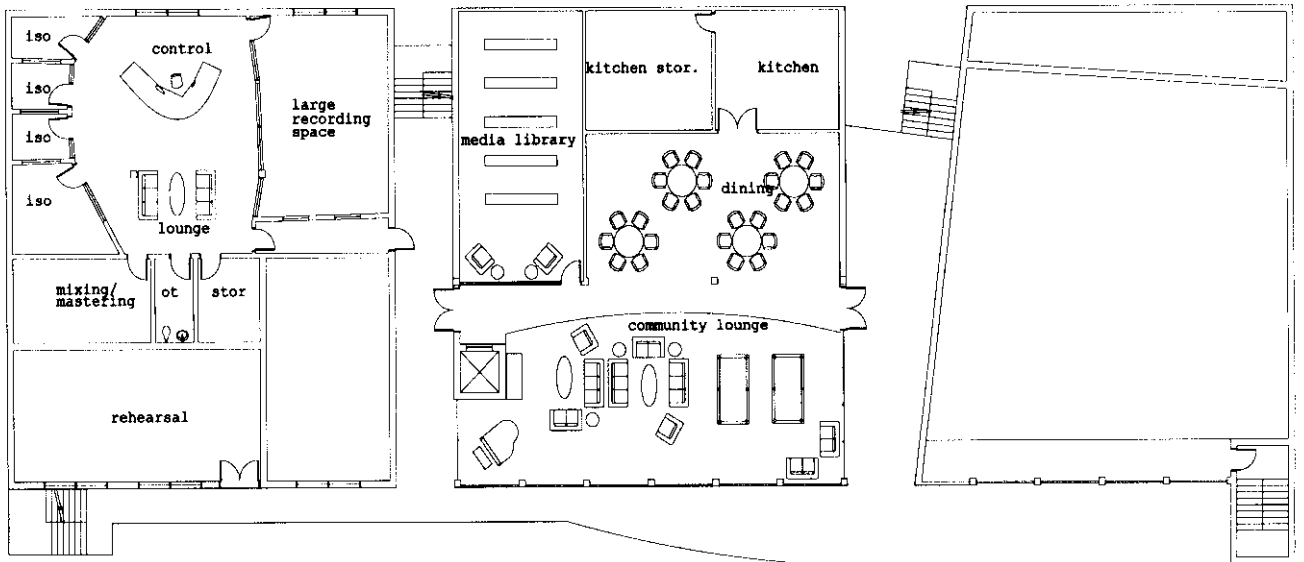 iso
control
iso
iso
iso
large
recording
space
lounge
mixing/
mastering
ot
stor
rehearsal
media library
kitchen stor.
kitchen
dining
community lounge